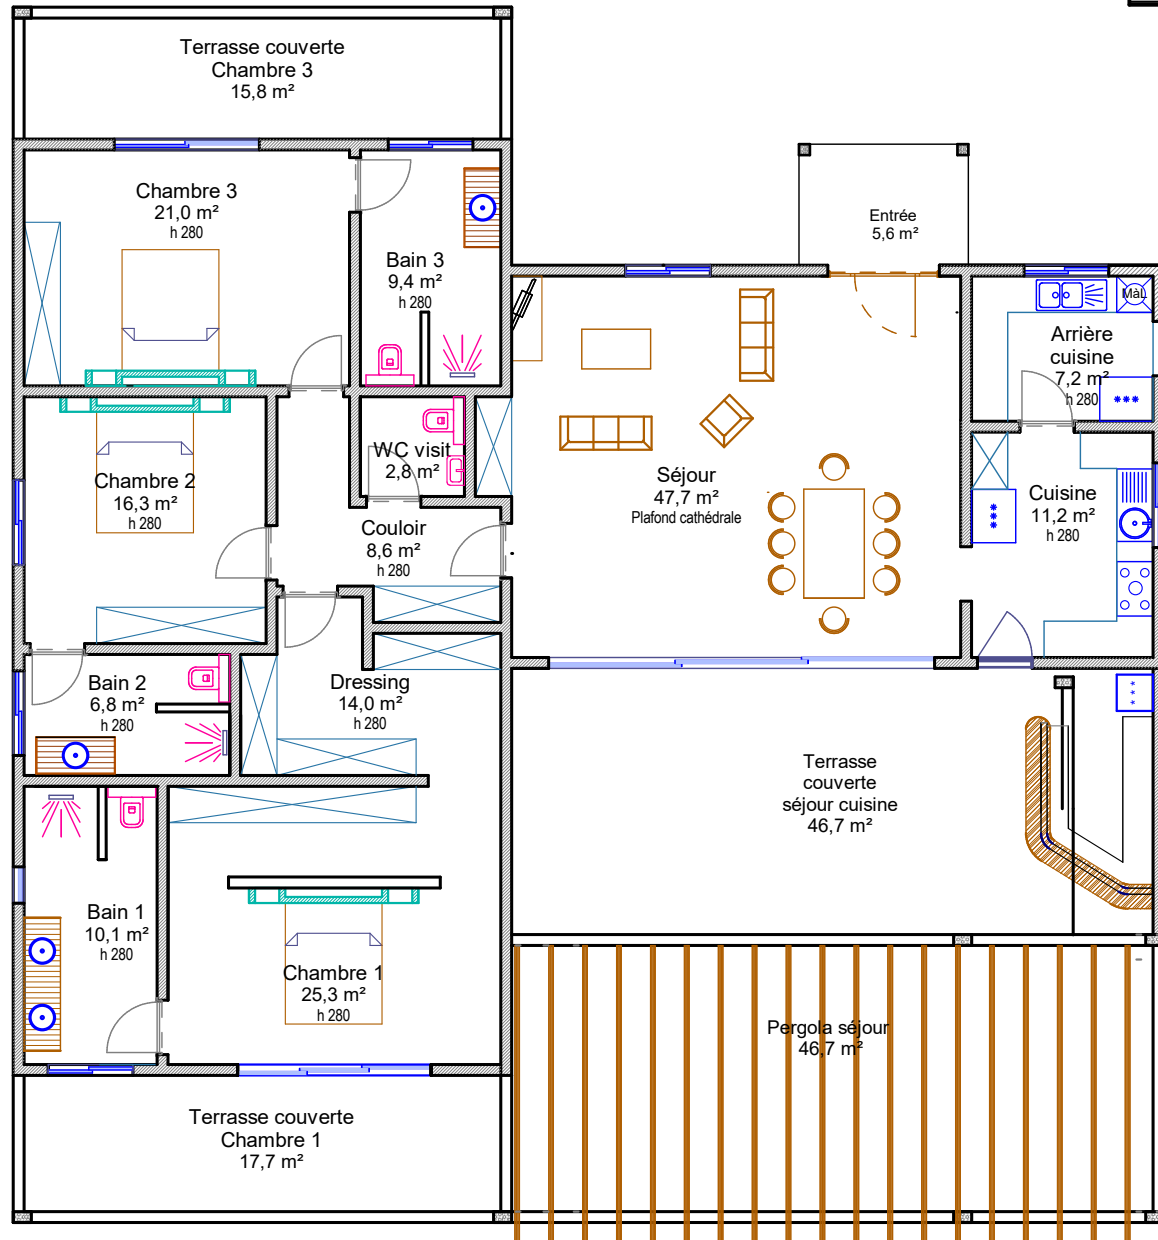 Terrasse couverte
Chambre 3
15,8 m²
Chambre 3
21,0 m²
h 280
Bain 3
9,4 m²
h 280
Entrée
5,6 m²
MàL
Arrière
cuisine
7,2 m²
h 280
***
WC visit
2,8 m²
Chambre 2
16,3 m²
h 280
Séjour
47,7 m²
Plafond cathédrale
Cuisine
11,2 m²
h 280
***
Couloir
8,6 m²
h 280
Bain 2
6,8 m²
h 280
Dressing
14,0 m²
h 280
***
Terrasse
couverte
séjour cuisine
46,7 m²
Bain 1
10,1 m²
h 280
Chambre 1
25,3 m²
h 280
Pergola séjour
46,7 m²
Terrasse couverte
Chambre 1
17,7 m²